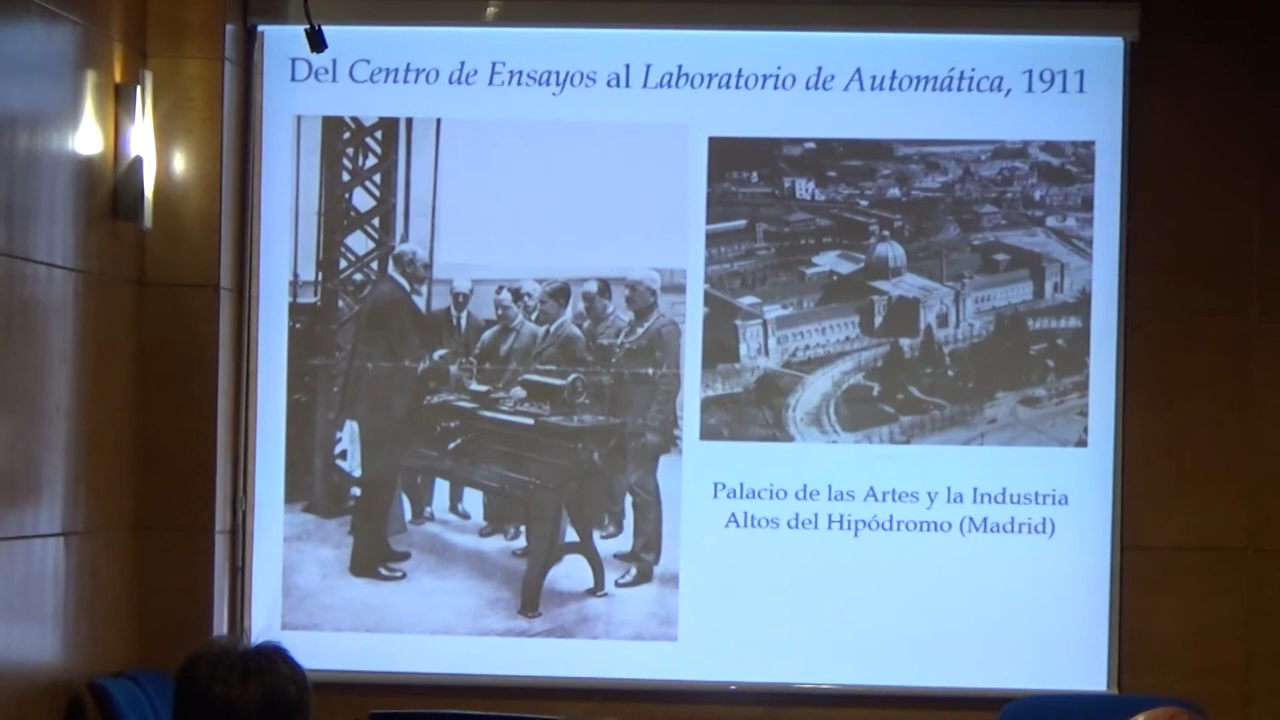 Del Centro de Ensayos al Laboratorio de Automática, 1911
Palacio de las Artes y la Industria
Altos del Hipódromo (Madrid)